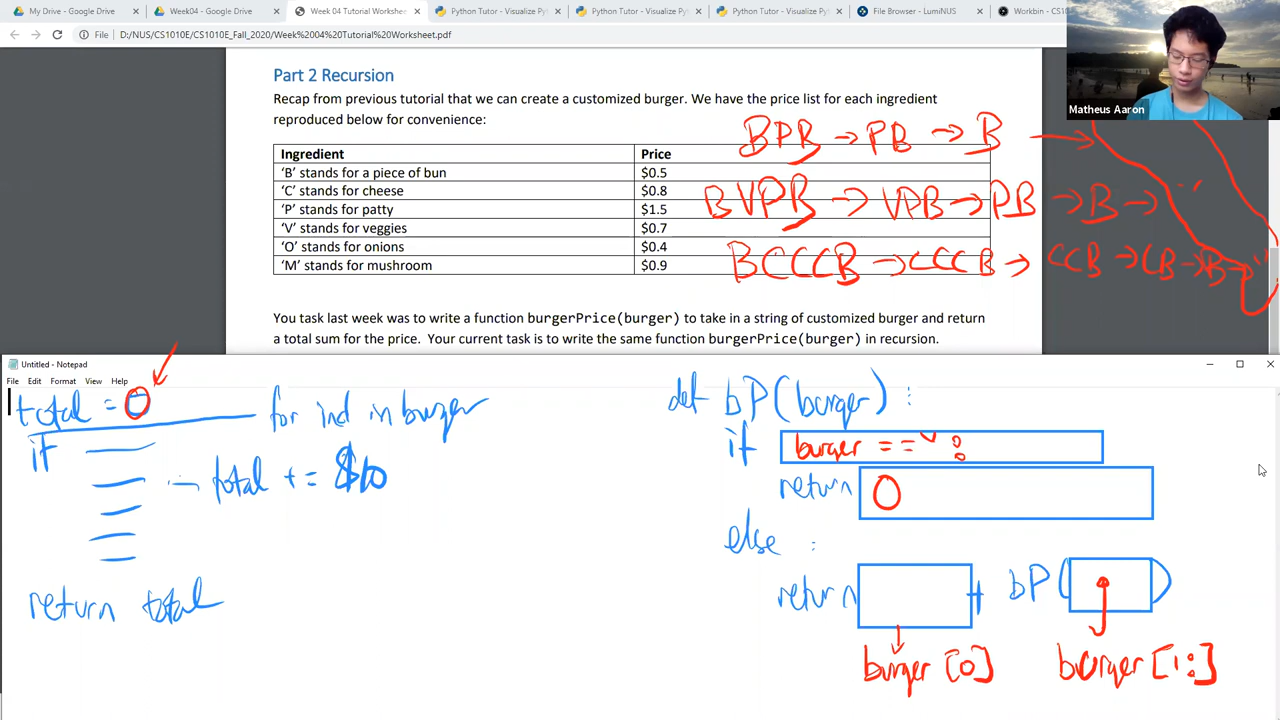 My Drive - Google Drive
Week04 - Google Drive
Week 04 Tutorial Workshee
Python Tutor - Visualize Pytho
Python Tutor - Visualize Pytho
Python Tutor - Visualize Pytho
File Browser - LumiNUS
Workbin - CS10
File
D:/NUS/CS1010E/CS1010E_Fall_2020/Week%2004%20Tutorial%20Worksheet.pdf
Matheus Aaron
Part 2 Recursion
Recap from previous tutorial that we can create a customized burger. We have the price list for each ingredient
reproduced below for convenience:
BPB → PB → B →
Ingredient Price
'B' stands for a piece of bun $0.5
'C' stands for cheese $0.8
'P' stands for patty $1.5
'V' stands for veggies $0.7
'O' stands for onions $0.4
'M' stands for mushroom $0.9
BVPB → VPB → PB → B → ''
BCCCB → CCCB → CCB → CB → B → ''
You task last week was to write a function burgerPrice(burger) to take in a string of customized burger and return
a total sum for the price. Your current task is to write the same function burgerPrice(burger) in recursion.
Untitled - Notepad
File Edit Format View Help
total = 0
for ind in burger
if
total += $10
return total
def bP(burger) :
if burger == '' :
return 0
else :
return + bP( )
burger [0] burger [1:]